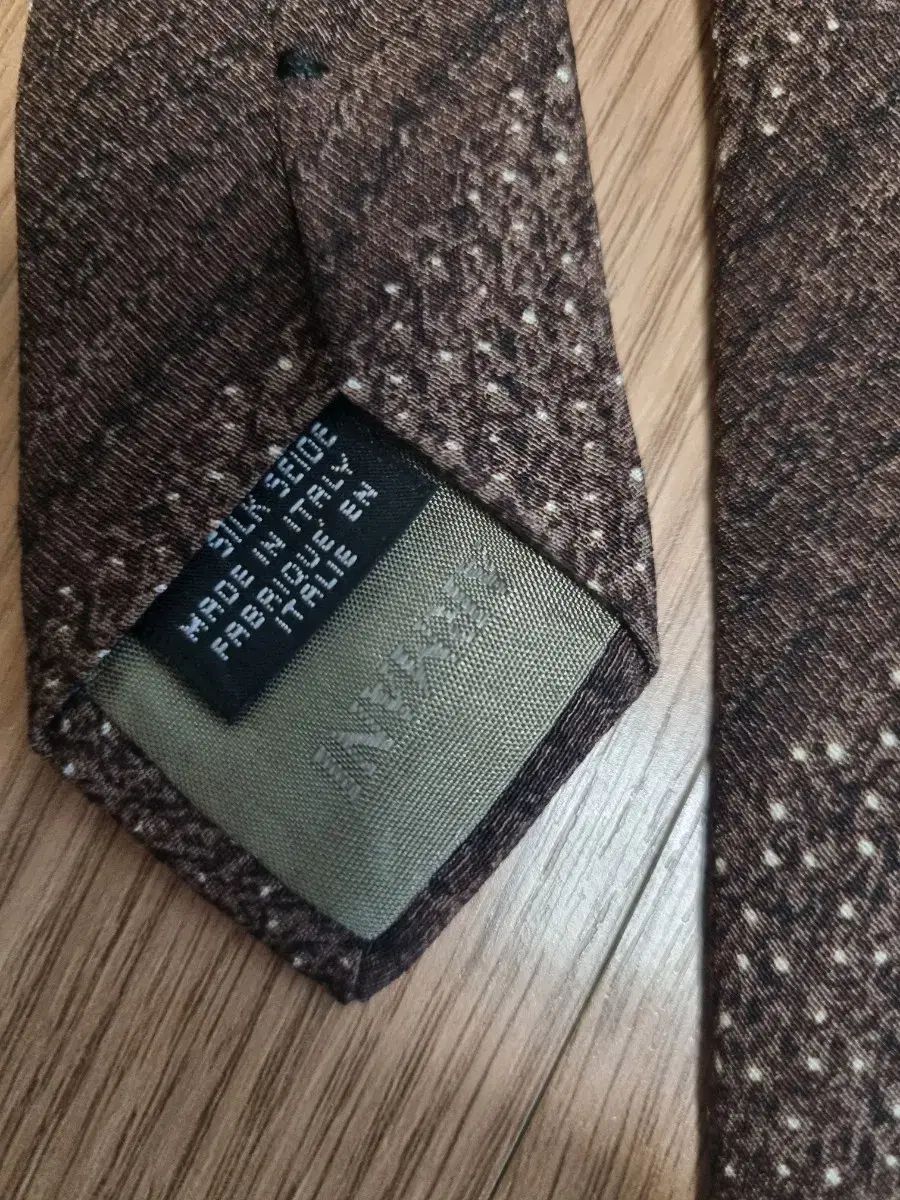 SILK SEIDE
MADE IN ITALY
FABRIQUE EN
ITALIE